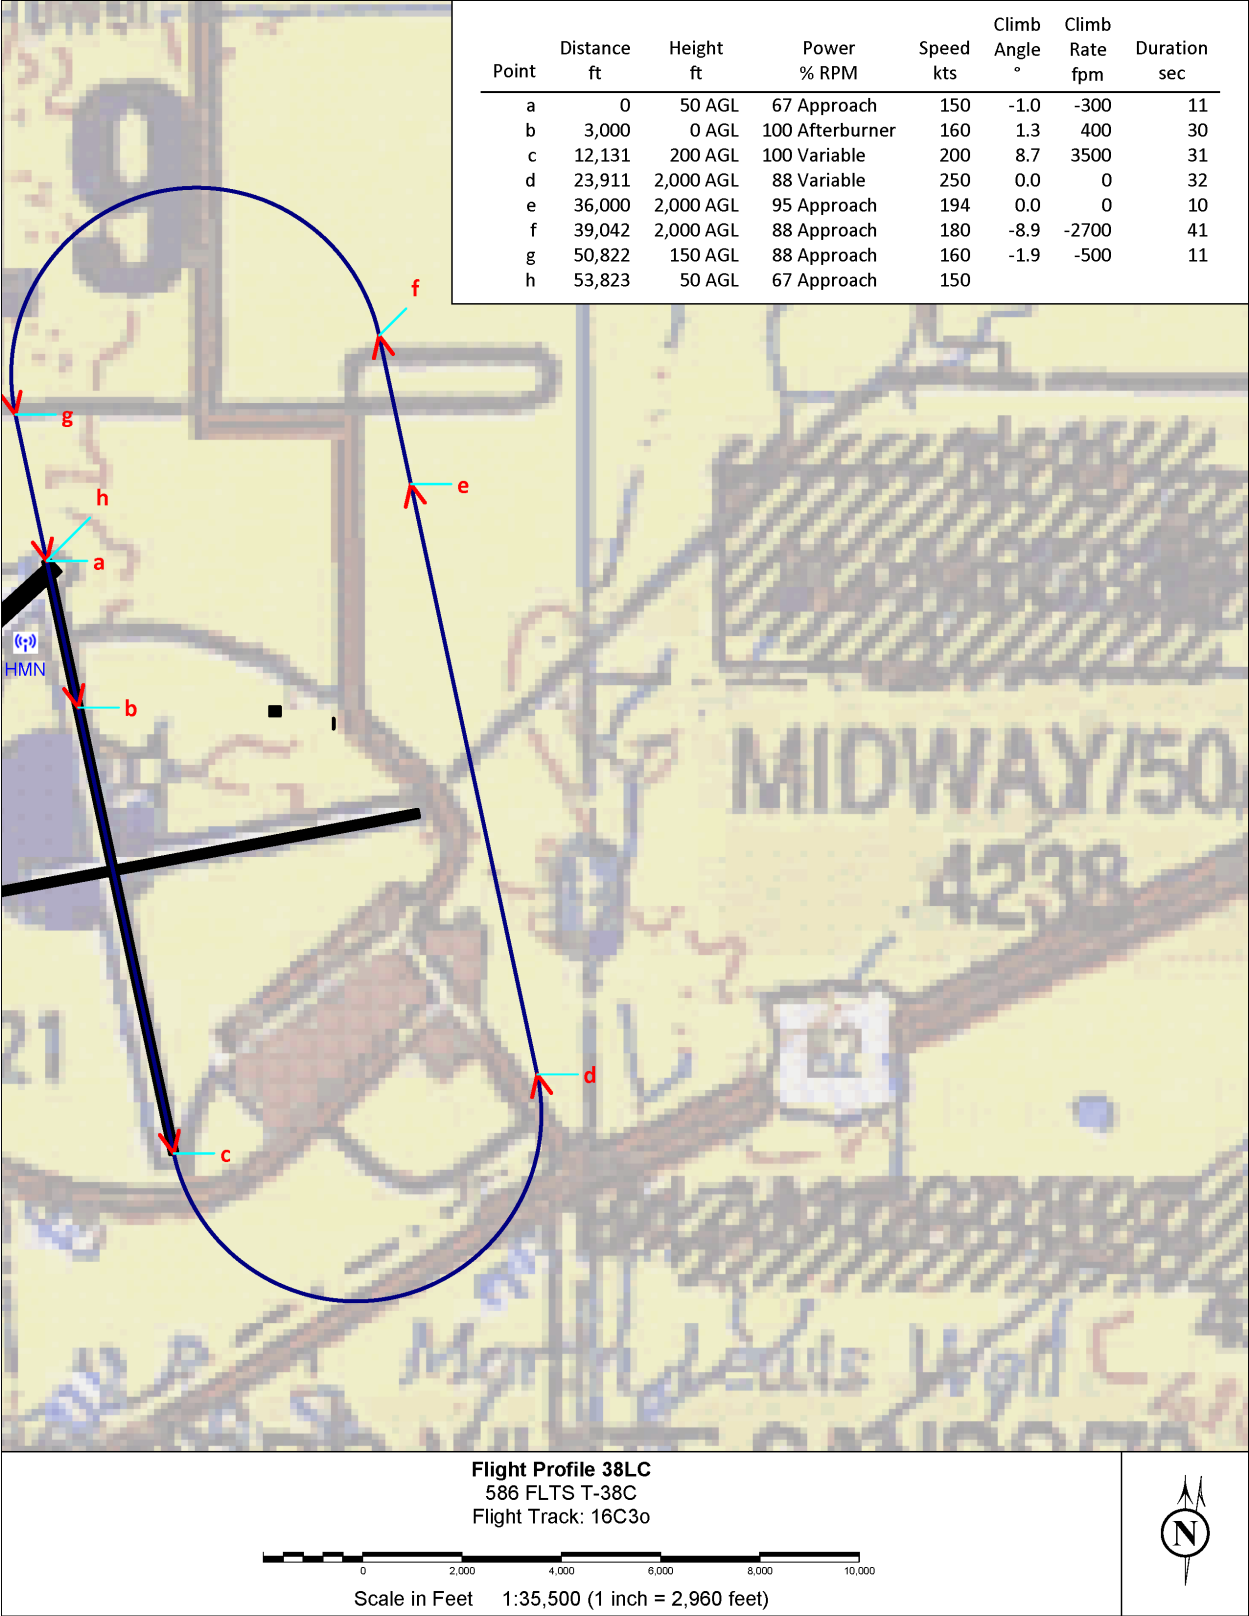 Climb Climb
Distance Height Power Speed Angle Rate Duration
Point ft ft % RPM kts ° fpm sec
a 0 50 AGL 67 Approach 150 -1.0 -300 11
b 3,000 0 AGL 100 Afterburner 160 1.3 400 30
c 12,131 200 AGL 100 Variable 200 8.7 3500 31
d 23,911 2,000 AGL 88 Variable 250 0.0 0 32
e 36,000 2,000 AGL 95 Approach 194 0.0 0 10
f 39,042 2,000 AGL 88 Approach 180 -8.9 -2700 41
g 50,822 150 AGL 88 Approach 160 -1.9 -500 11
h 53,823 50 AGL 67 Approach 150
9
f
g
e
h
a
HMN
b
MIDWAY/50
4238
21
d
c
Flight Profile 38LC
586 FLTS T-38C
Flight Track: 16C3o
0 2,000 4,000 6,000 8,000 10,000
Scale in Feet 1:35,500 (1 inch = 2,960 feet)
N